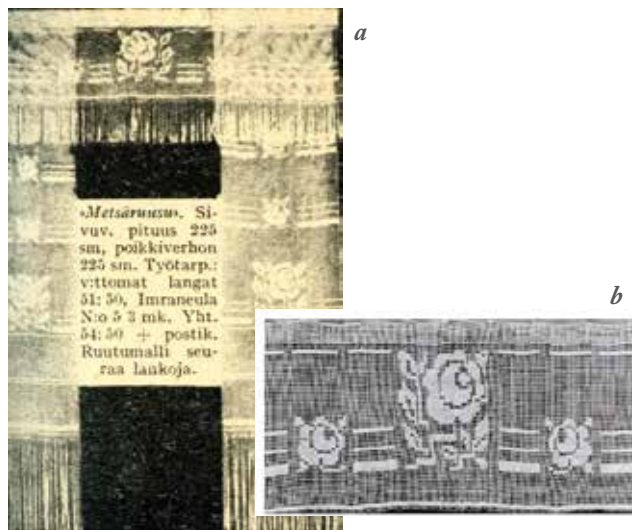 a
»Metsäruusu». Si-
vuv. pituus 225
sm, poikkiverhon
225 sm. Työtarp.:
v:ttomat langat
51: 50, Imraneula
N:o 5 3 mk. Yht.
54: 50 + postik.
Ruutumalli seu-
raa lankoja.
b